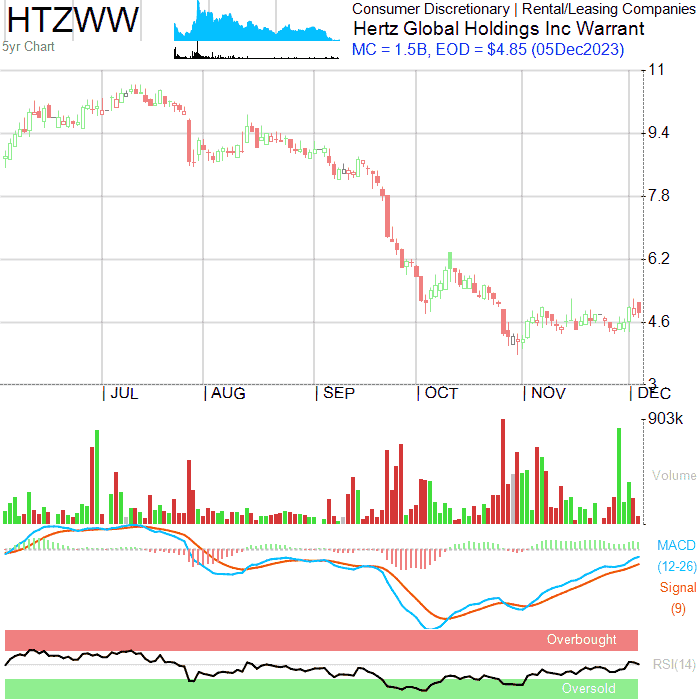 HTZWW
5yr Chart
Consumer Discretionary | Rental/Leasing Companies
Hertz Global Holdings Inc Warrant
MC = 1.5B, EOD = $4.85 (05Dec2023)
11
9.4
7.8
6.2
4.6
3
| JUL | AUG | SEP | OCT | NOV | DEC
903k
Volume
MACD
(12-26)
Signal
(9)
Overbought
RSI(14)
Oversold